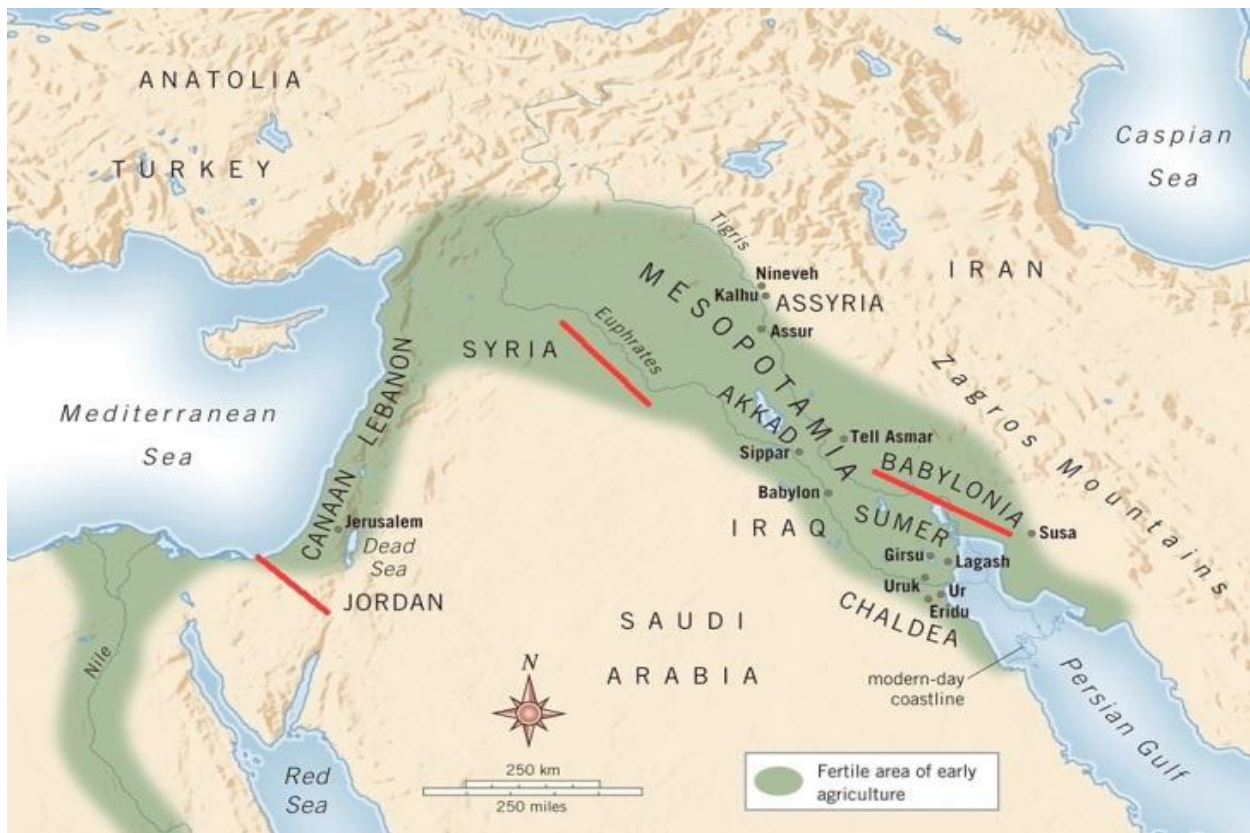 ANATOLIA
TURKEY
Caspian
Sea
Tigris
IRAN
Nineveh
Kalhu
ASSYRIA
MESOPOTAMIA
Assur
Euphrates
SYRIA
LEBANON
Mediterranean
Sea
AKKAD
Zagros Mountains
Tell Asmar
Sippar
BABYLONIA
Babylon
CANAAN
Jerusalem
Dead
Sea
IRAQ
SUMER
Susa
Girsu
Lagash
Uruk
Ur
Eridu
JORDAN
CHALDEA
SAUDI
ARABIA
Nile
N
modern-day
coastline
Persian Gulf
Red
Sea
250 km
250 miles
Fertile area of early
agriculture